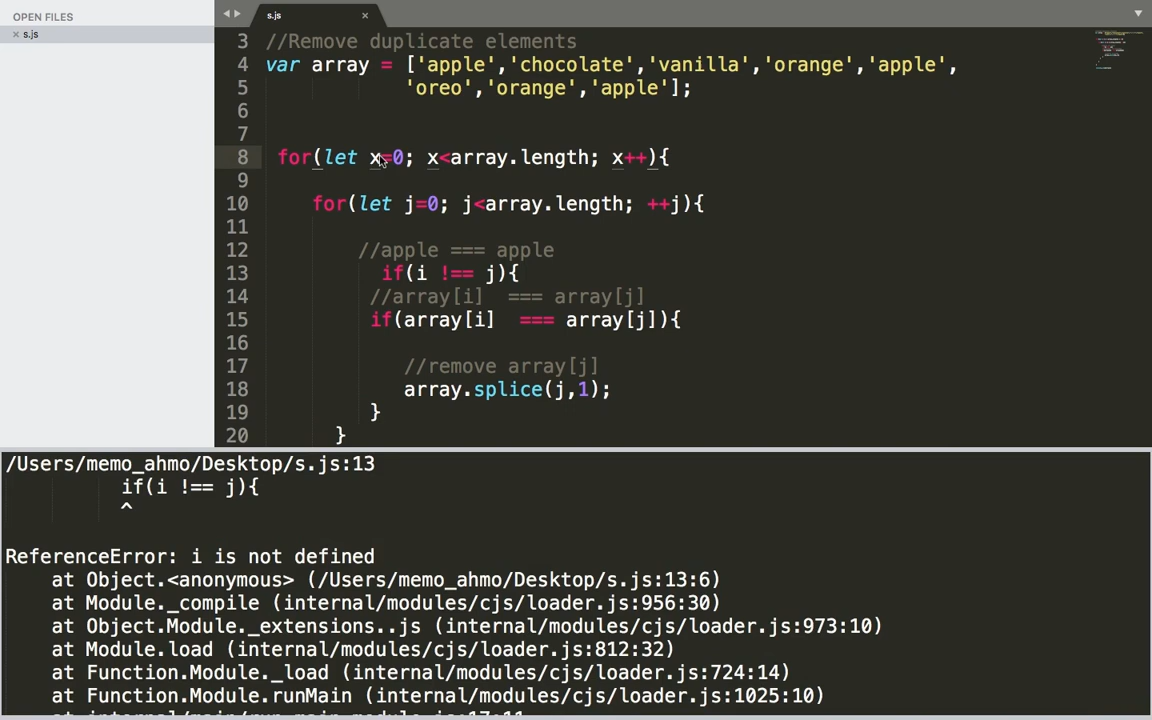 OPEN FILES
× s.js
s.js ×
3 //Remove duplicate elements
4 var array = ['apple','chocolate','vanilla','orange','apple',
5 'oreo','orange','apple'];
6
7
8 for(let x=0; x<array.length; x++){
9
10 for(let j=0; j<array.length; ++j){
11
12 //apple === apple
13 if(i !== j){
14 //array[i]  === array[j]
15 if(array[i]  === array[j]){
16
17 //remove array[j]
18 array.splice(j,1);
19 }
20 }
/Users/memo_ahmo/Desktop/s.js:13
if(i !== j){
^
ReferenceError: i is not defined
at Object.<anonymous> (/Users/memo_ahmo/Desktop/s.js:13:6)
at Module._compile (internal/modules/cjs/loader.js:956:30)
at Object.Module._extensions..js (internal/modules/cjs/loader.js:973:10)
at Module.load (internal/modules/cjs/loader.js:812:32)
at Function.Module._load (internal/modules/cjs/loader.js:724:14)
at Function.Module.runMain (internal/modules/cjs/loader.js:1025:10)